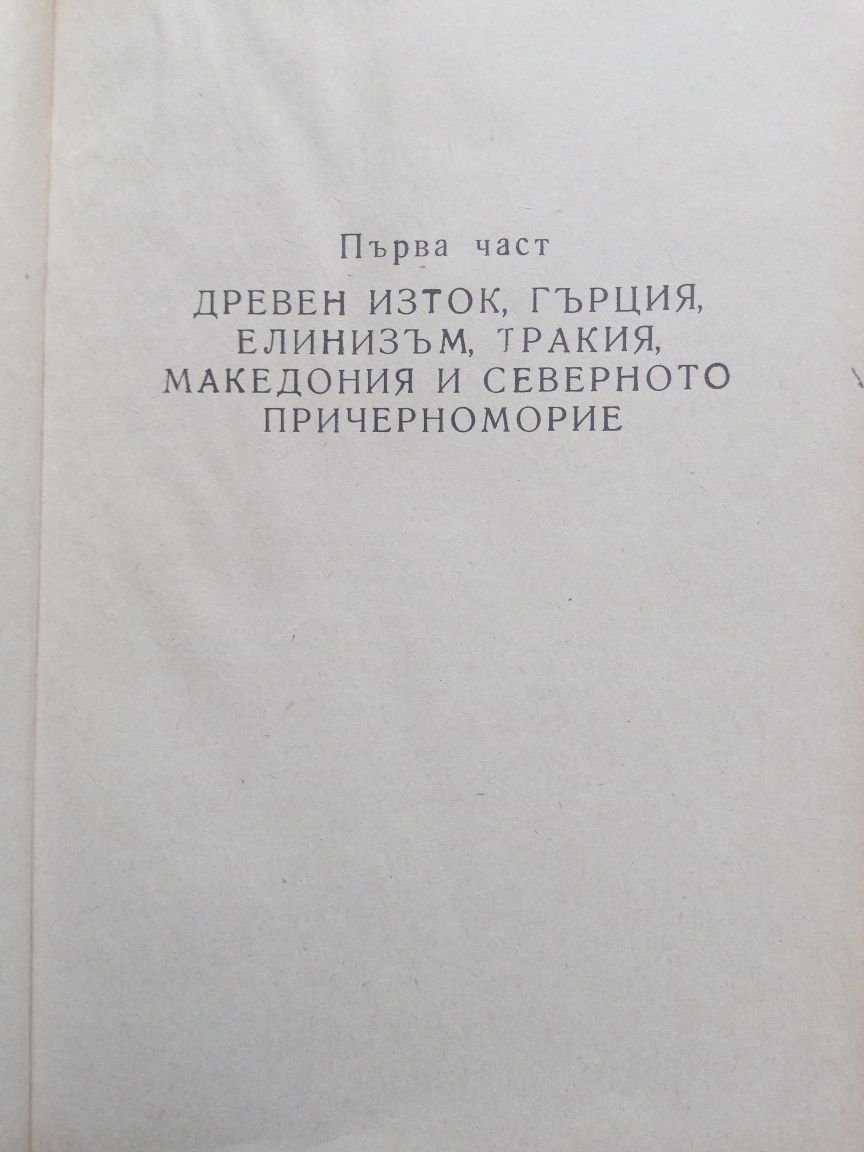 Първа част
ДРЕВЕН ИЗТОК, ГЪРЦИЯ,
ЕЛИНИЗЪМ, ТРАКИЯ,
МАКЕДОНИЯ И СЕВЕРНОТО
ПРИЧЕРНОМОРИЕ